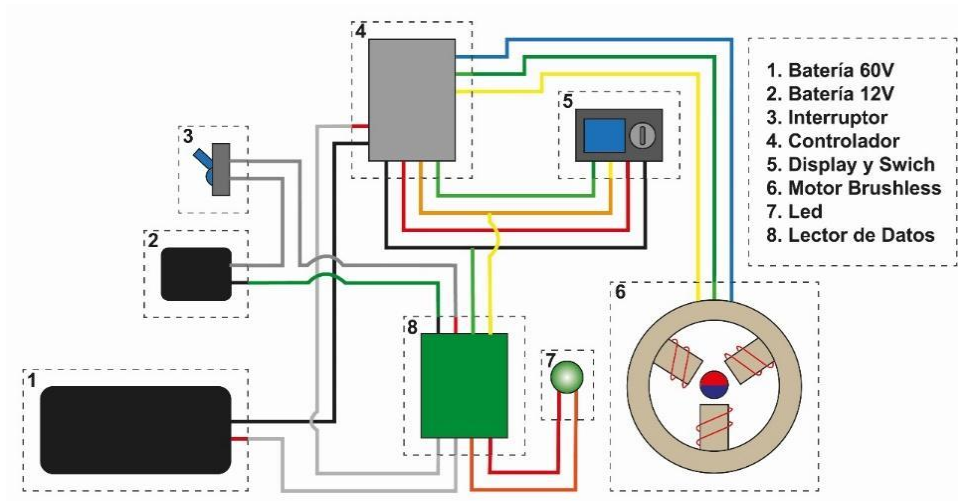 4
5
3
2
1
8
7
6
1. Batería 60V
2. Batería 12V
3. Interruptor
4. Controlador
5. Display y Swich
6. Motor Brushless
7. Led
8. Lector de Datos